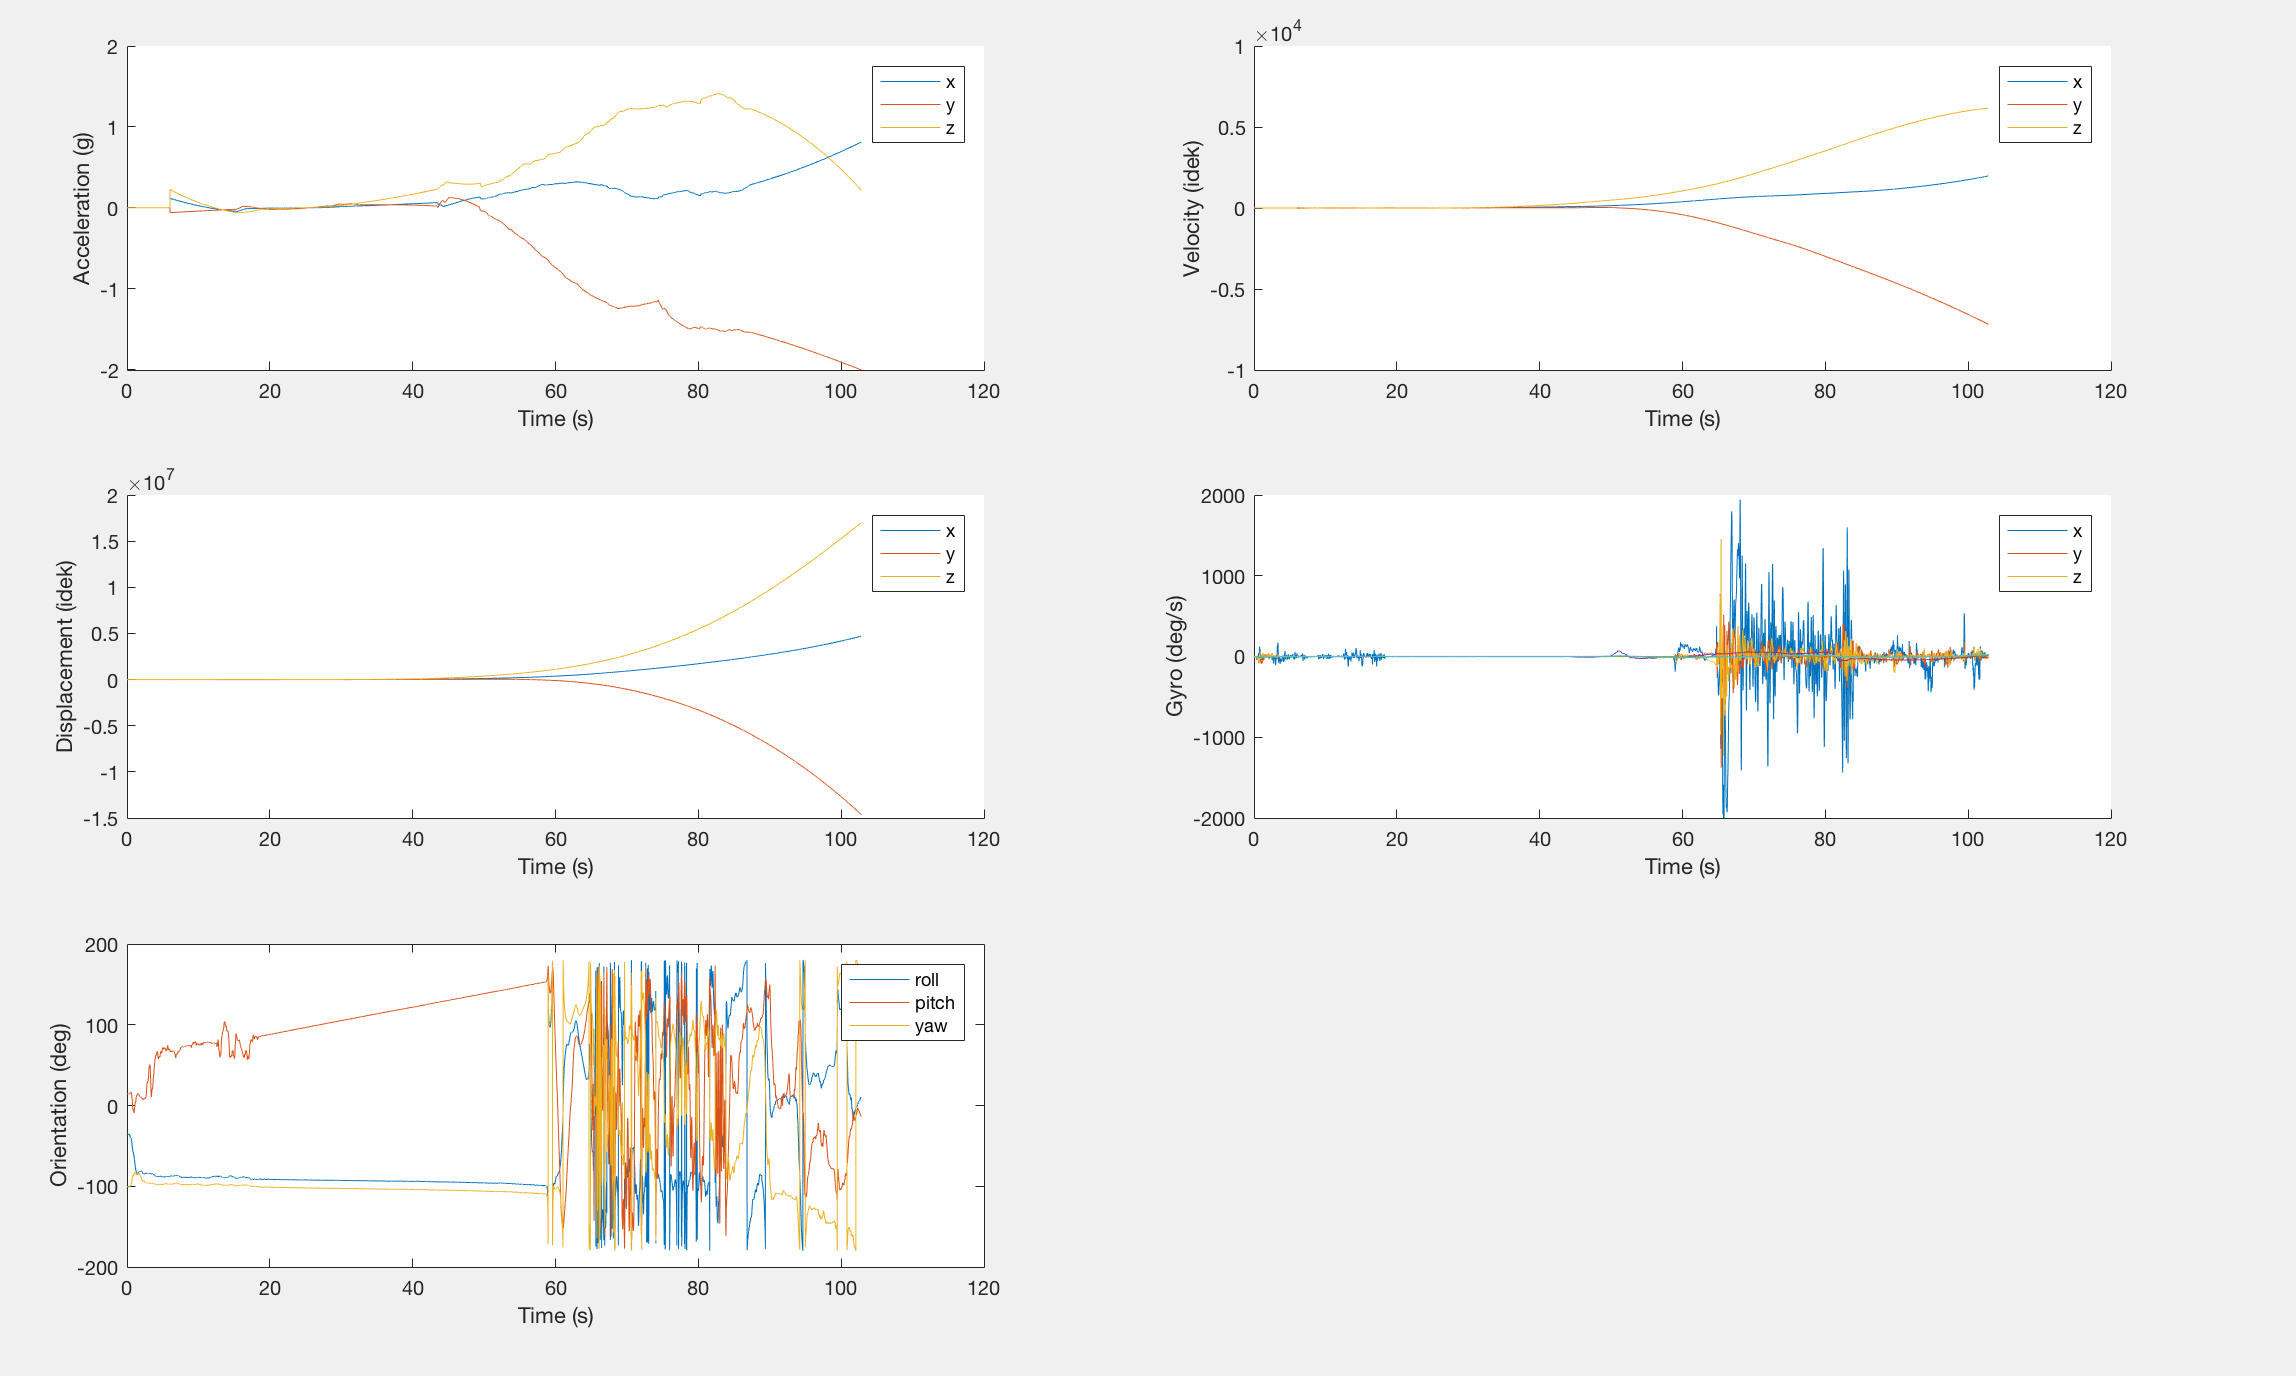 2
1
0
-1
-2
Acceleration (g)
0 20 40 60 80 100 120
Time (s)
x
y
z
×10^4
1
0.5
0
-0.5
-1
Velocity (idek)
0 20 40 60 80 100 120
Time (s)
x
y
z
×10^7
2
1.5
1
0.5
0
-0.5
-1
-1.5
Displacement (idek)
0 20 40 60 80 100 120
Time (s)
x
y
z
2000
1000
0
-1000
-2000
Gyro (deg/s)
0 20 40 60 80 100 120
Time (s)
x
y
z
200
100
0
-100
-200
Orientation (deg)
0 20 40 60 80 100 120
Time (s)
roll
pitch
yaw